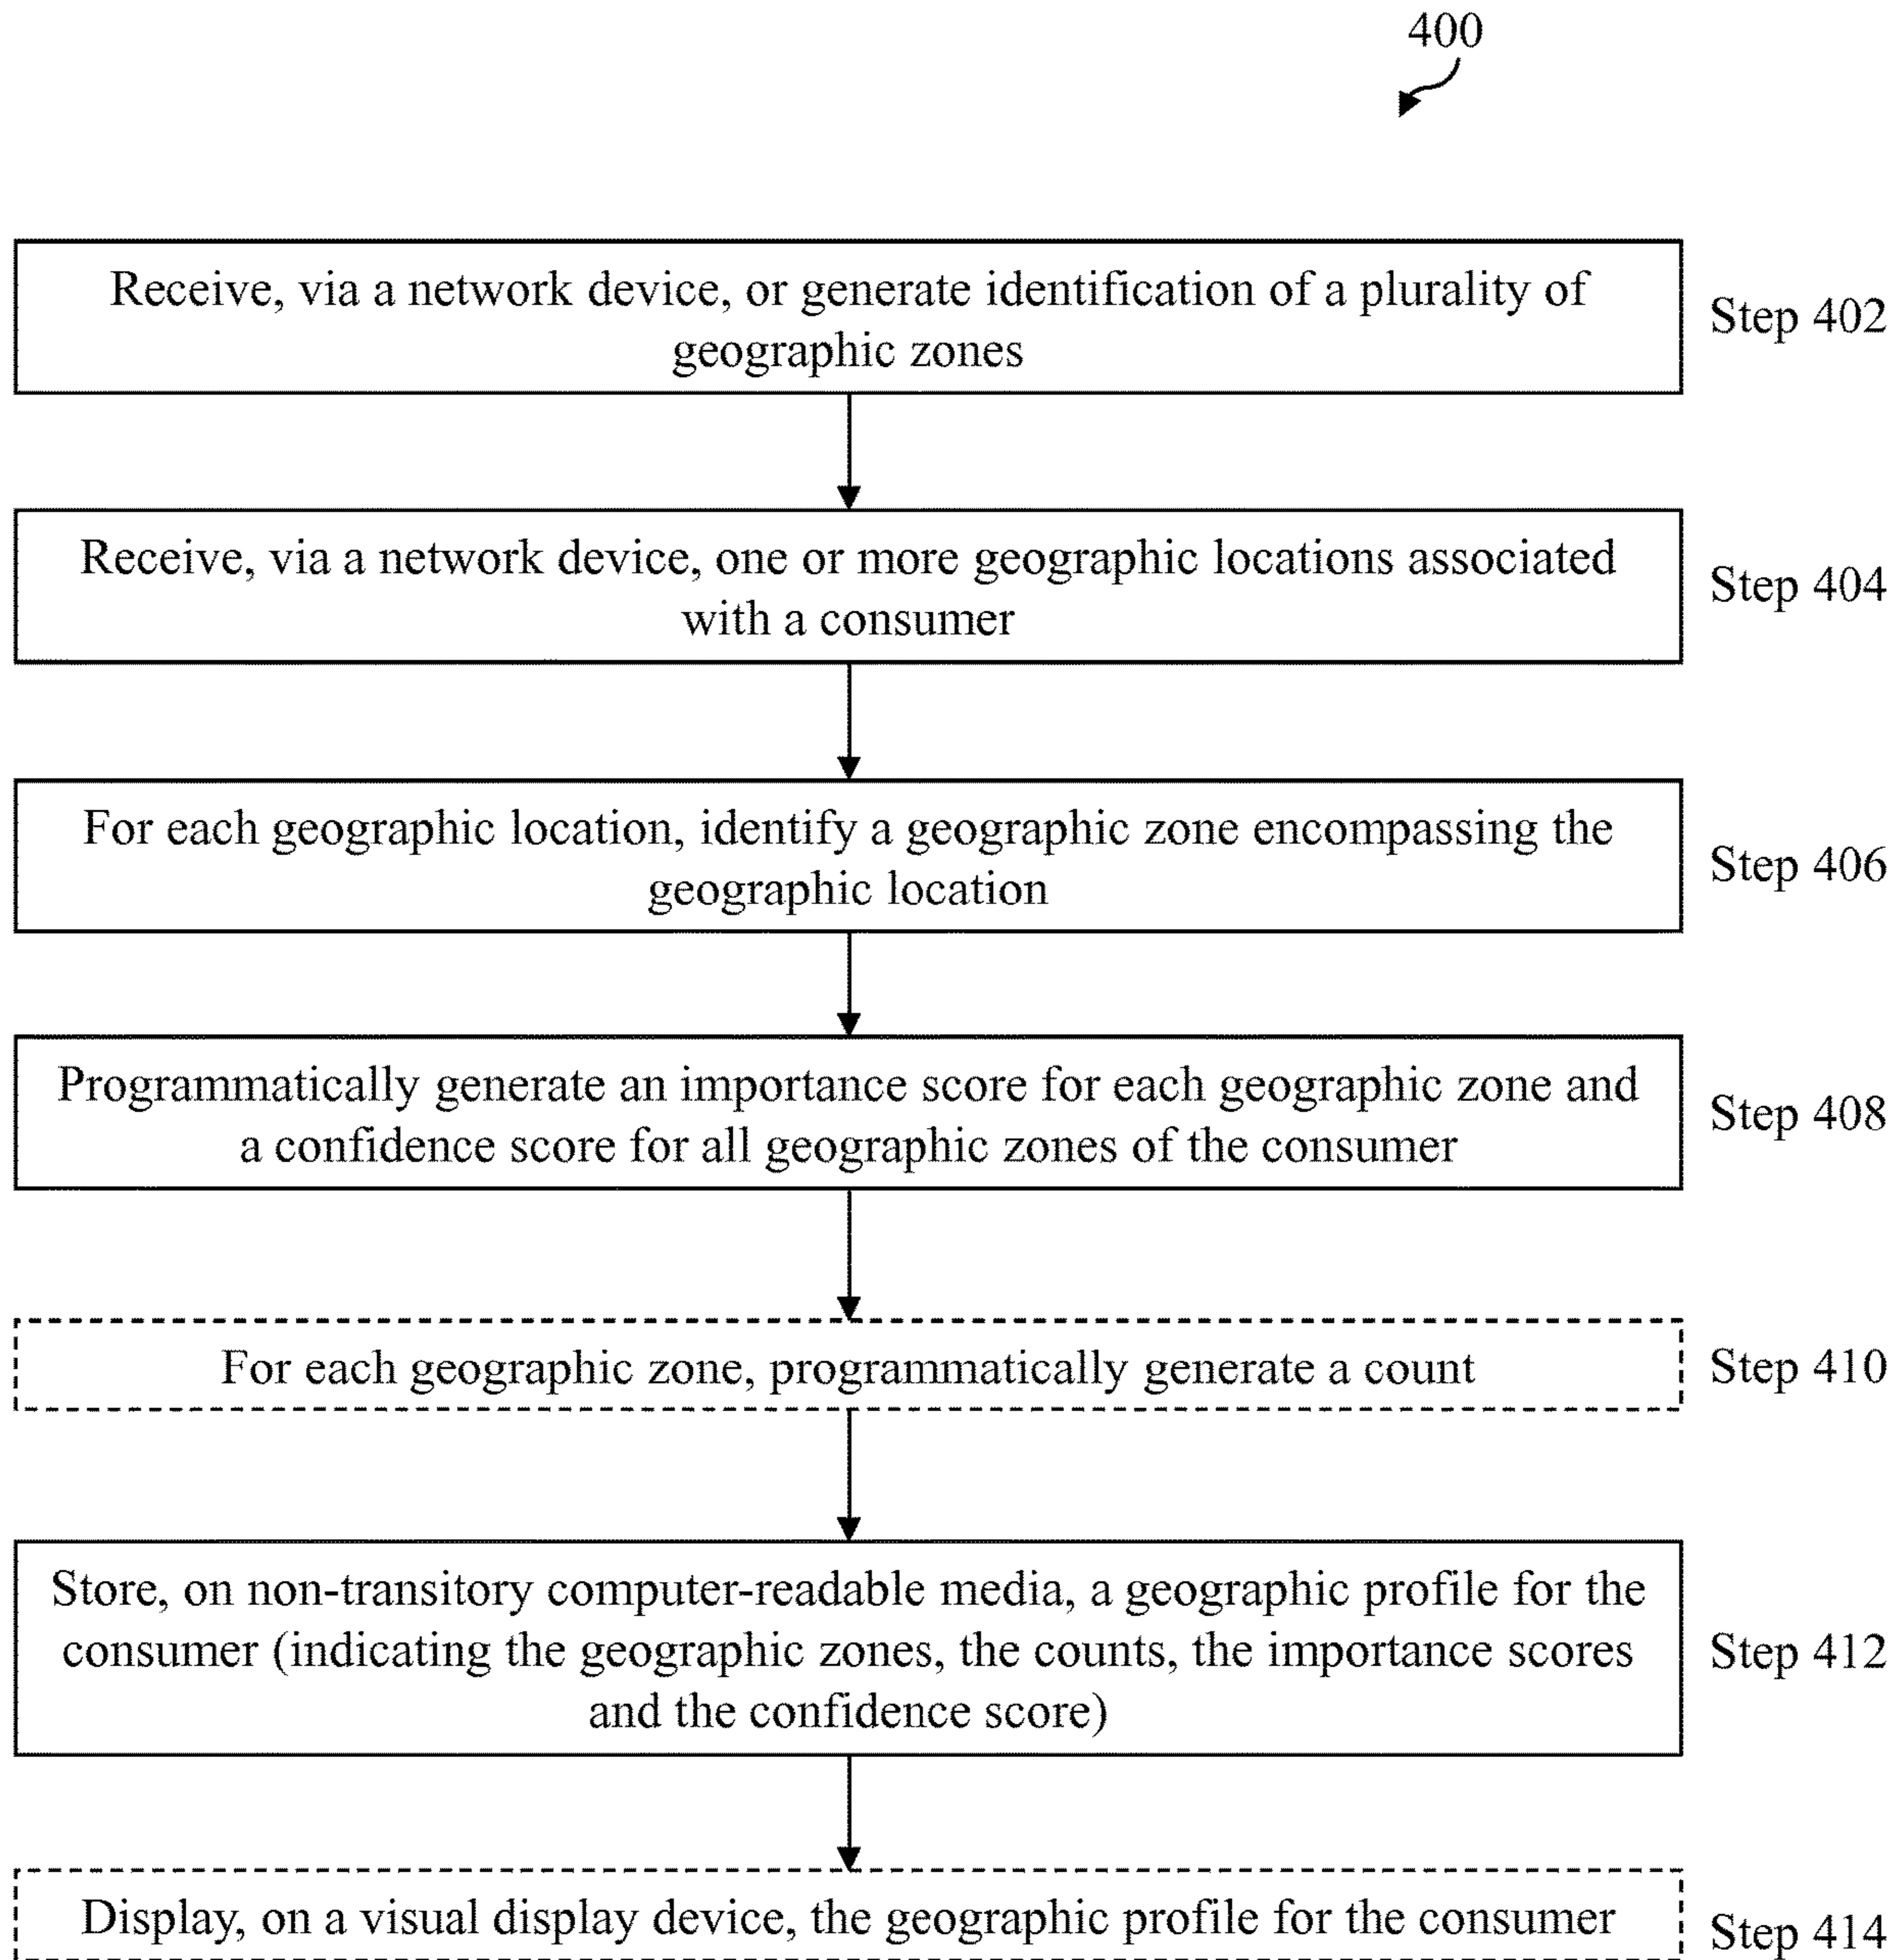 400
Receive, via a network device, or generate identification of a plurality of
geographic zones
Step 402
Receive, via a network device, one or more geographic locations associated
with a consumer
Step 404
For each geographic location, identify a geographic zone encompassing the
geographic location
Step 406
Programmatically generate an importance score for each geographic zone and
a confidence score for all geographic zones of the consumer
Step 408
For each geographic zone, programmatically generate a count
Step 410
Store, on non-transitory computer-readable media, a geographic profile for the
consumer (indicating the geographic zones, the counts, the importance scores
and the confidence score)
Step 412
Display, on a visual display device, the geographic profile for the consumer
Step 414